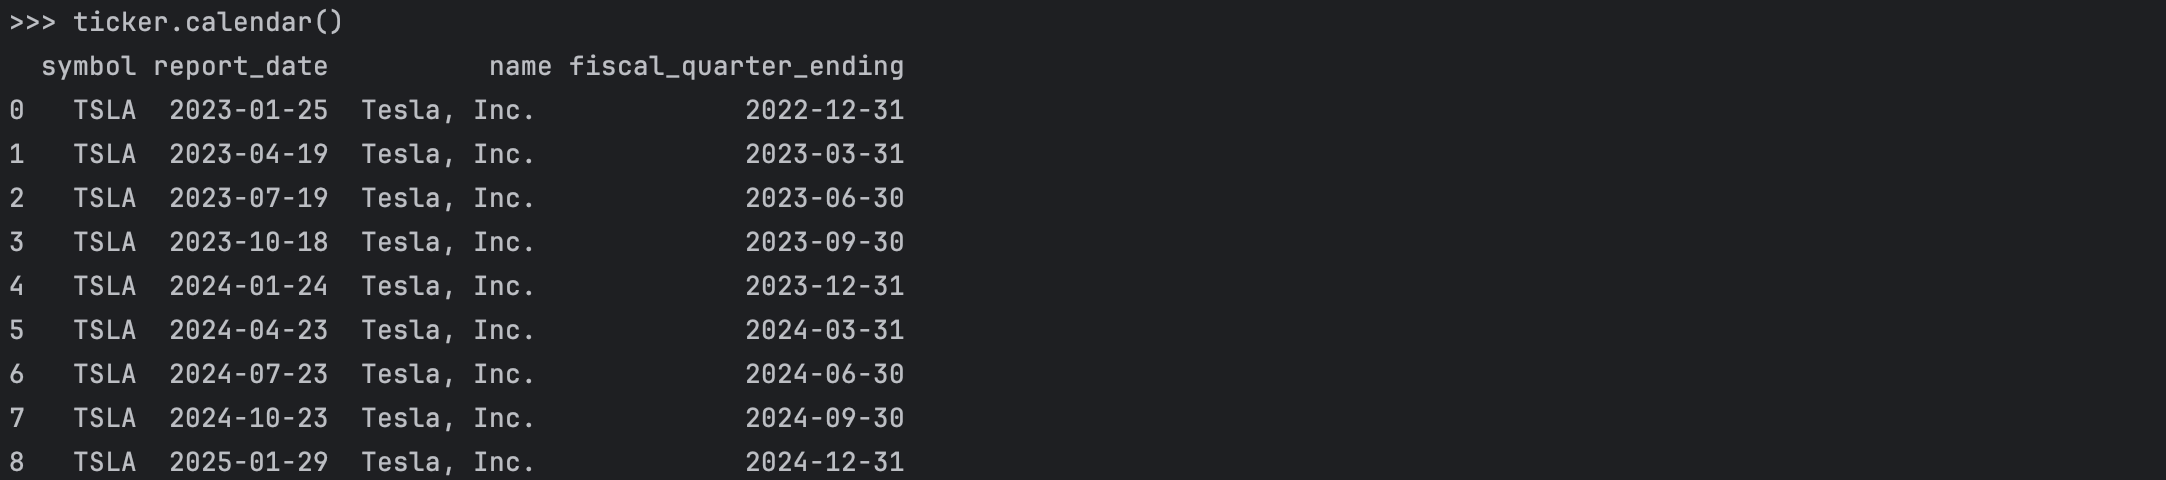 >>> ticker.calendar()
  symbol report_date          name fiscal_quarter_ending
0   TSLA  2023-01-25  Tesla, Inc.             2022-12-31
1   TSLA  2023-04-19  Tesla, Inc.             2023-03-31
2   TSLA  2023-07-19  Tesla, Inc.             2023-06-30
3   TSLA  2023-10-18  Tesla, Inc.             2023-09-30
4   TSLA  2024-01-24  Tesla, Inc.             2023-12-31
5   TSLA  2024-04-23  Tesla, Inc.             2024-03-31
6   TSLA  2024-07-23  Tesla, Inc.             2024-06-30
7   TSLA  2024-10-23  Tesla, Inc.             2024-09-30
8   TSLA  2025-01-29  Tesla, Inc.             2024-12-31